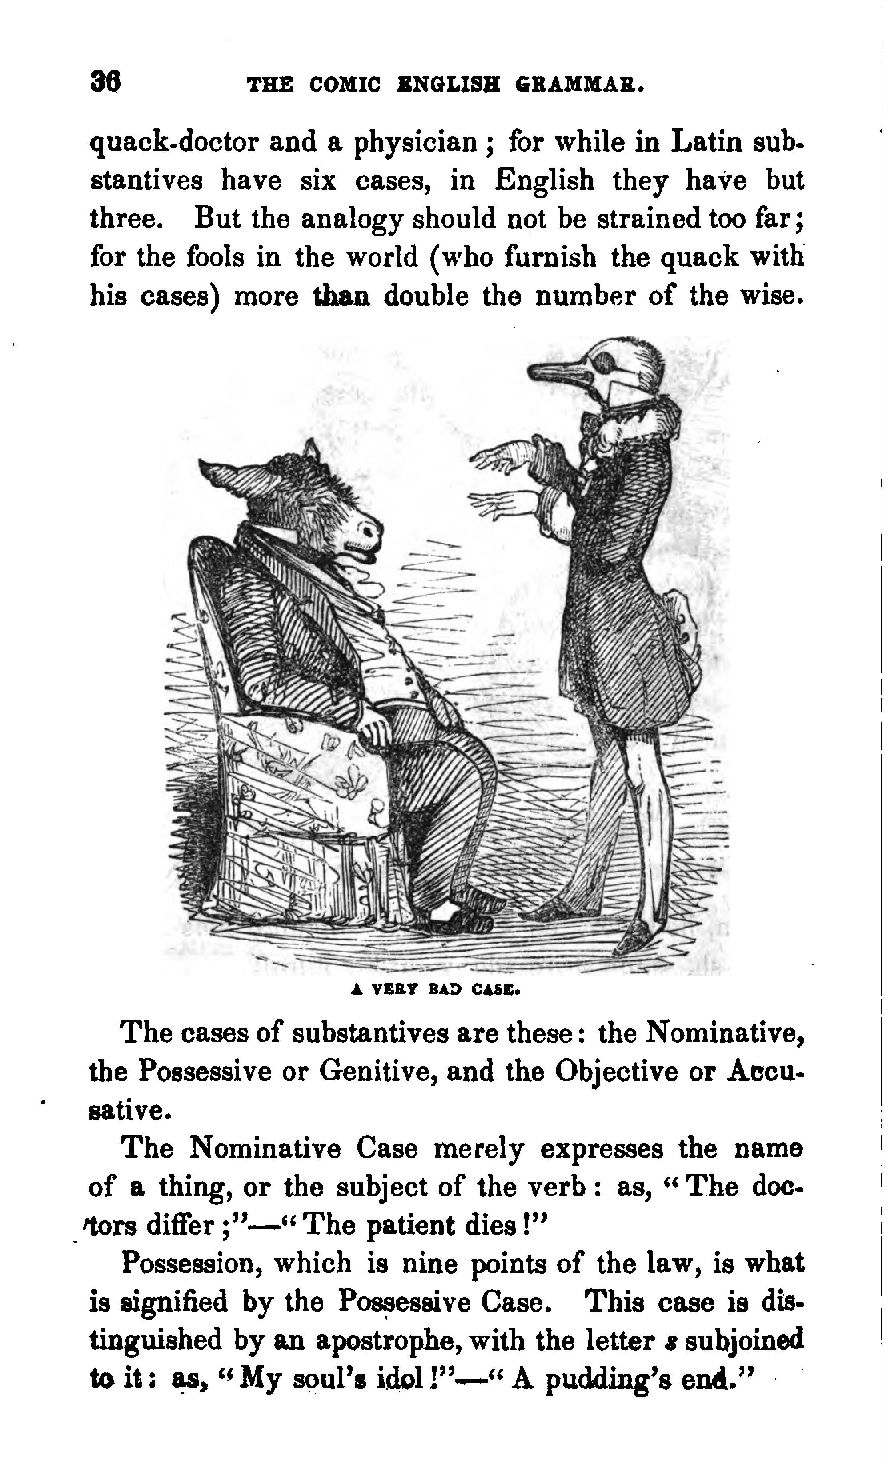 36 THE COMIC ENGLISH GRAMMAR.
quack-doctor and a physician ; for while in Latin sub-
stantives have six cases, in English they have but
three. But the analogy should not be strained too far ;
for the fools in the world (who furnish the quack with
his cases) more than double the number of the wise.
A VERY BAD CASE.
The cases of substantives are these : the Nominative,
the Possessive or Genitive, and the Objective or Accu-
sative.
The Nominative Case merely expresses the name
of a thing, or the subject of the verb : as, “ The doc-
tors differ ;”—“ The patient dies !”
Possession, which is nine points of the law, is what
is signified by the Possessive Case. This case is dis-
tinguished by an apostrophe, with the letter s subjoined
to it : as, “ My soul’s idol !”—“ A pudding’s end.”